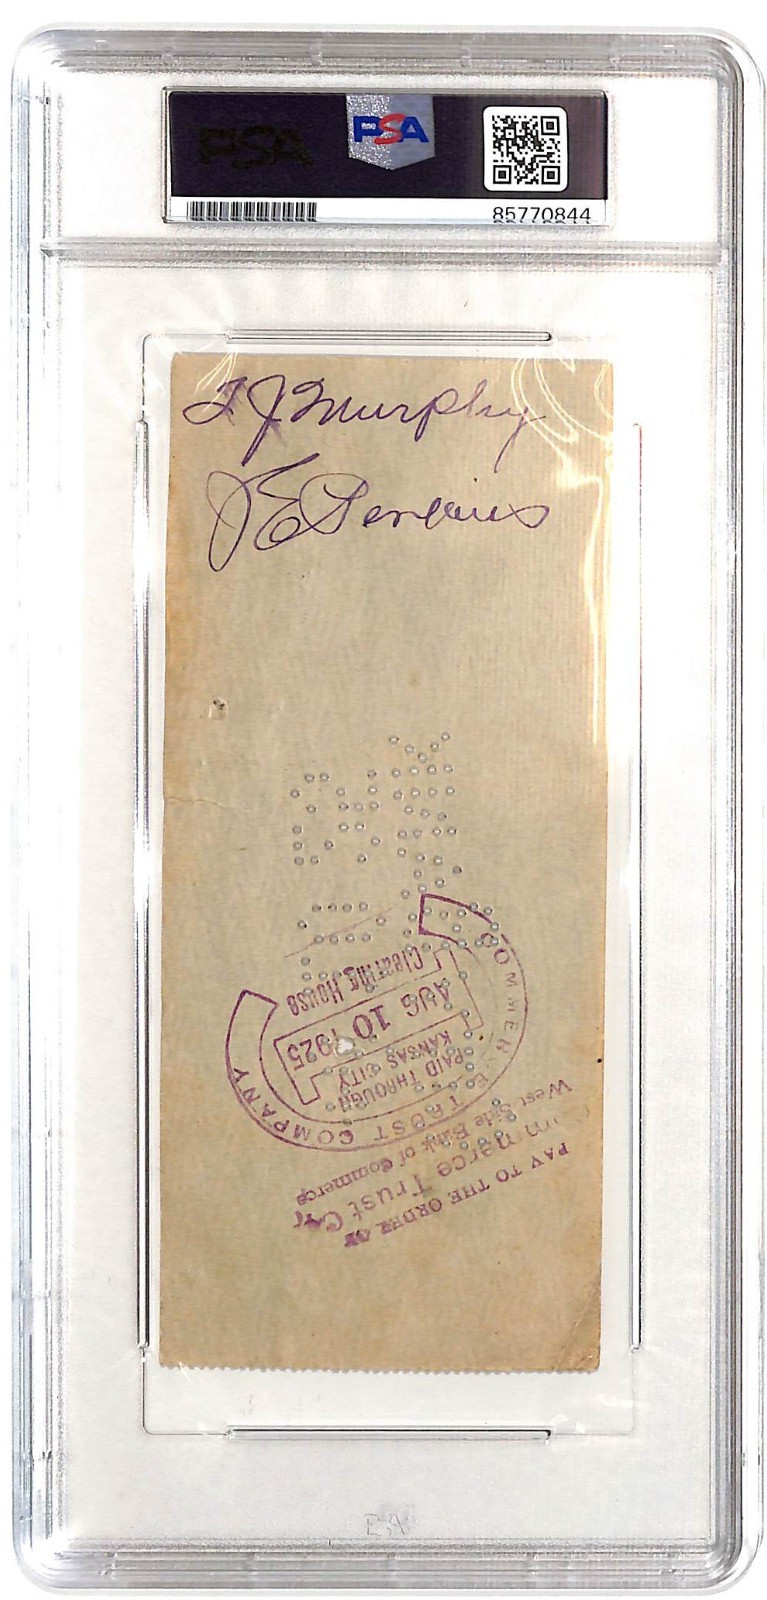 PSA
PSA
85770844
T J Murphy
J E Perkins
COMMERCE TRUST COMPANY
Clearing House
AUG 10 1925
KANSAS CITY
PAID THROUGH
West Side Bank of Commerce
Trust Co
PAY TO THE ORDER OF